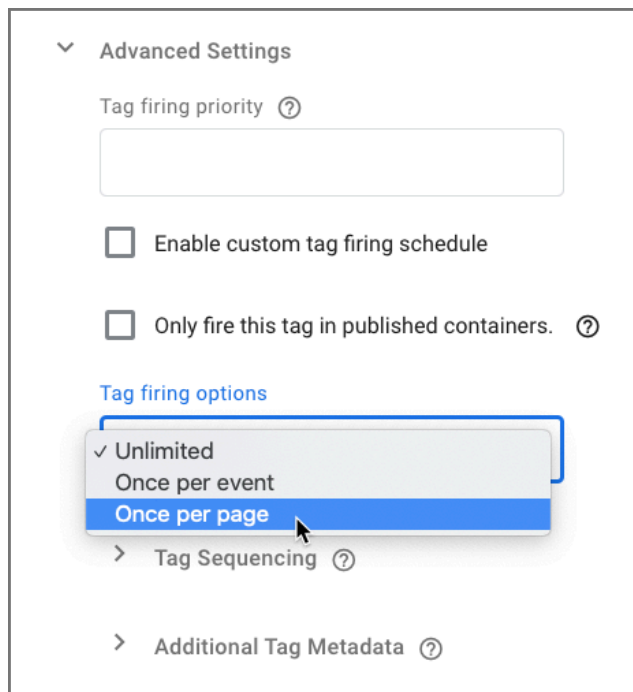 Advanced Settings
Tag firing priority
Enable custom tag firing schedule
Only fire this tag in published containers.
Tag firing options
✓ Unlimited
Once per event
Once per page
Tag Sequencing
Additional Tag Metadata